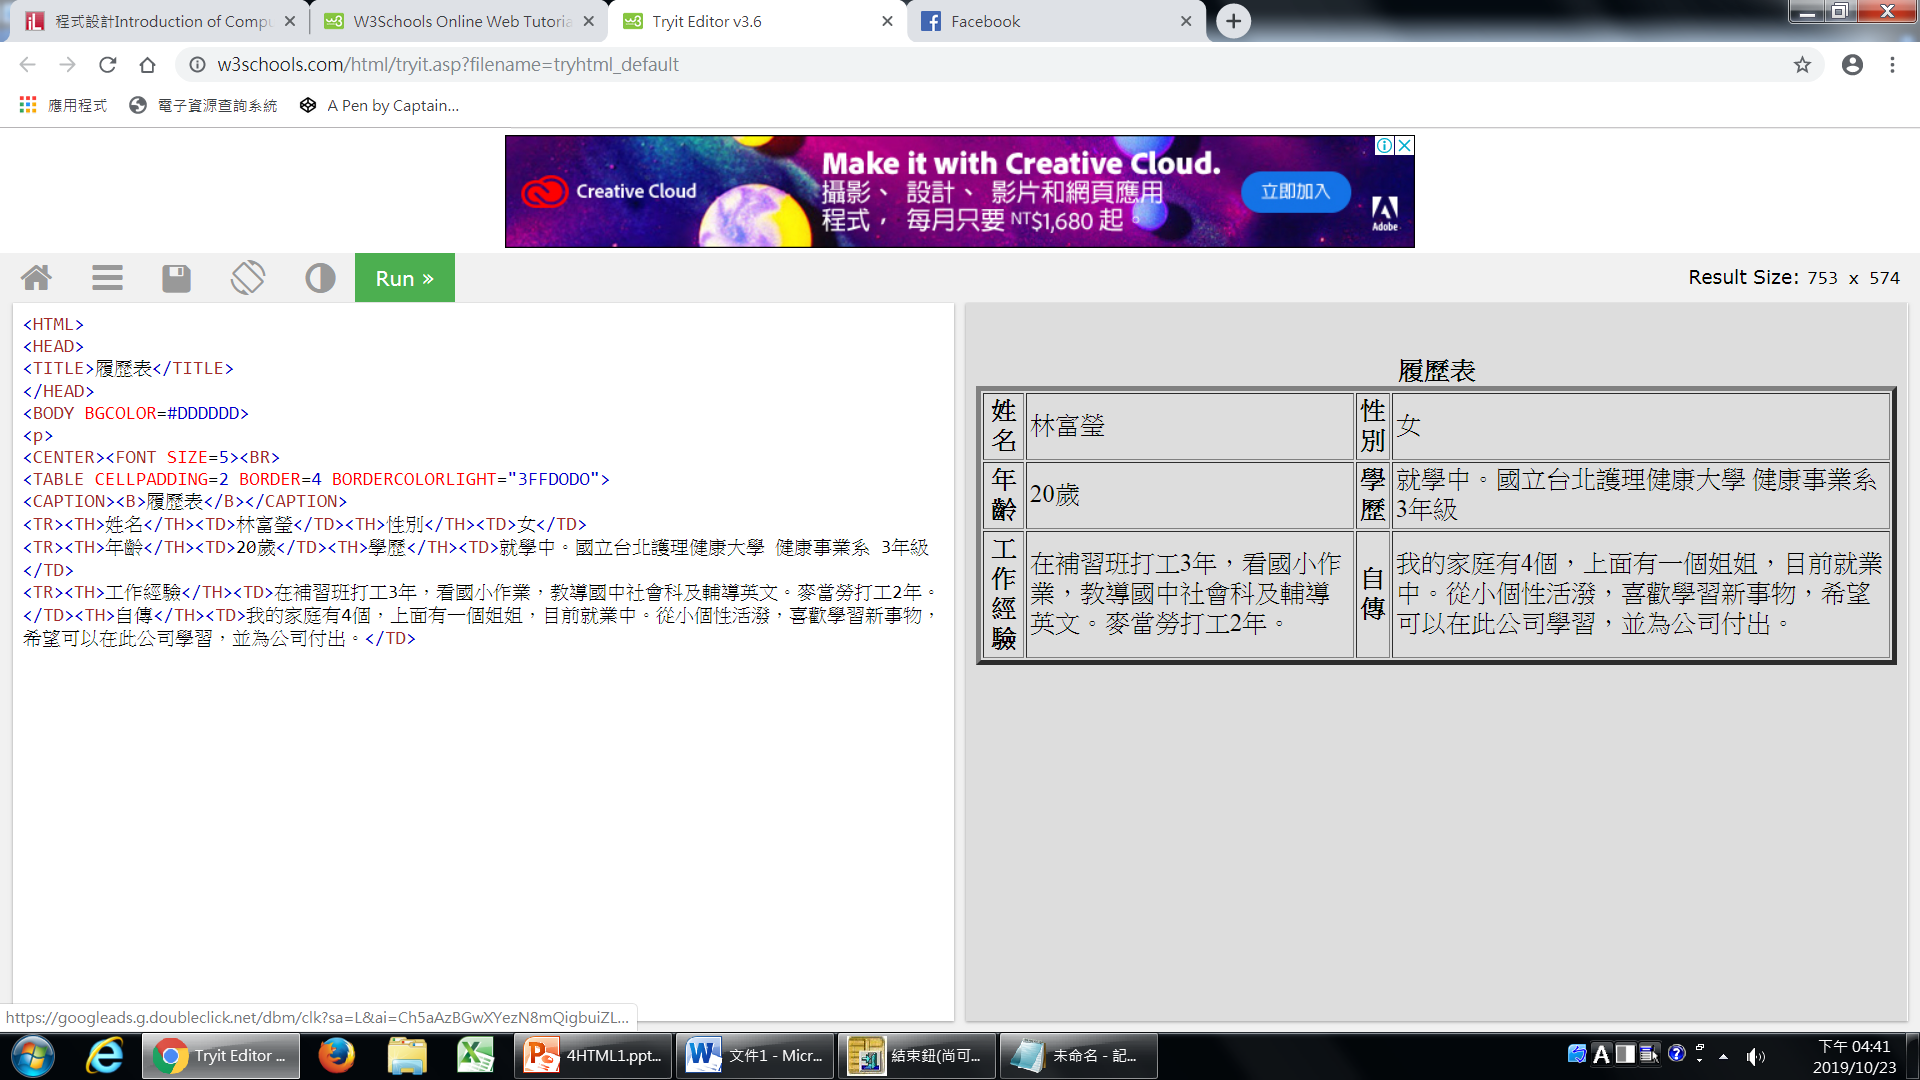 程式設計Introduction of Compu
W3Schools Online Web Tutoria
Tryit Editor v3.6
Facebook
w3schools.com/html/tryit.asp?filename=tryhtml_default
應用程式
電子資源查詢系統
A Pen by Captain...
Creative Cloud
Make it with Creative Cloud.
攝影、 設計、 影片和網頁應用
程式， 每月只要 NT$1,680 起。
立即加入
Adobe
Run »
Result Size: 753 x 574
<HTML>
<HEAD>
<TITLE>履歷表</TITLE>
</HEAD>
<BODY BGCOLOR=#DDDDDD>
<p>
<CENTER><FONT SIZE=5><BR>
<TABLE CELLPADDING=2 BORDER=4 BORDERCOLORLIGHT="3FFDODO">
<CAPTION><B>履歷表</B></CAPTION>
<TR><TH>姓名</TH><TD>林富瑩</TD><TH>性別</TH><TD>女</TD>
<TR><TH>年齡</TH><TD>20歲</TD><TH>學歷</TH><TD>就學中。國立台北護理健康大學 健康事業系 3年級
</TD>
<TR><TH>工作經驗</TH><TD>在補習班打工3年，看國小作業，教導國中社會科及輔導英文。麥當勞打工2年。
</TD><TH>自傳</TH><TD>我的家庭有4個，上面有一個姐姐，目前就業中。從小個性活潑，喜歡學習新事物，
希望可以在此公司學習，並為公司付出。</TD>
履歷表
姓名
林富瑩
性別
女
年齡
20歲
學歷
就學中。國立台北護理健康大學 健康事業系
3年級
工作經驗
在補習班打工3年，看國小作
業，教導國中社會科及輔導
英文。麥當勞打工2年。
自傳
我的家庭有4個，上面有一個姐姐，目前就業
中。從小個性活潑，喜歡學習新事物，希望
可以在此公司學習，並為公司付出。
https://googleads.g.doubleclick.net/dbm/clk?sa=L&ai=Ch5aAzBGwXYezN8mQigbuiZL...
Tryit Editor ...
4HTML1.ppt...
文件1 - Micr...
結束鈕(尚可...
未命名 - 記...
A
下午 04:41
2019/10/23